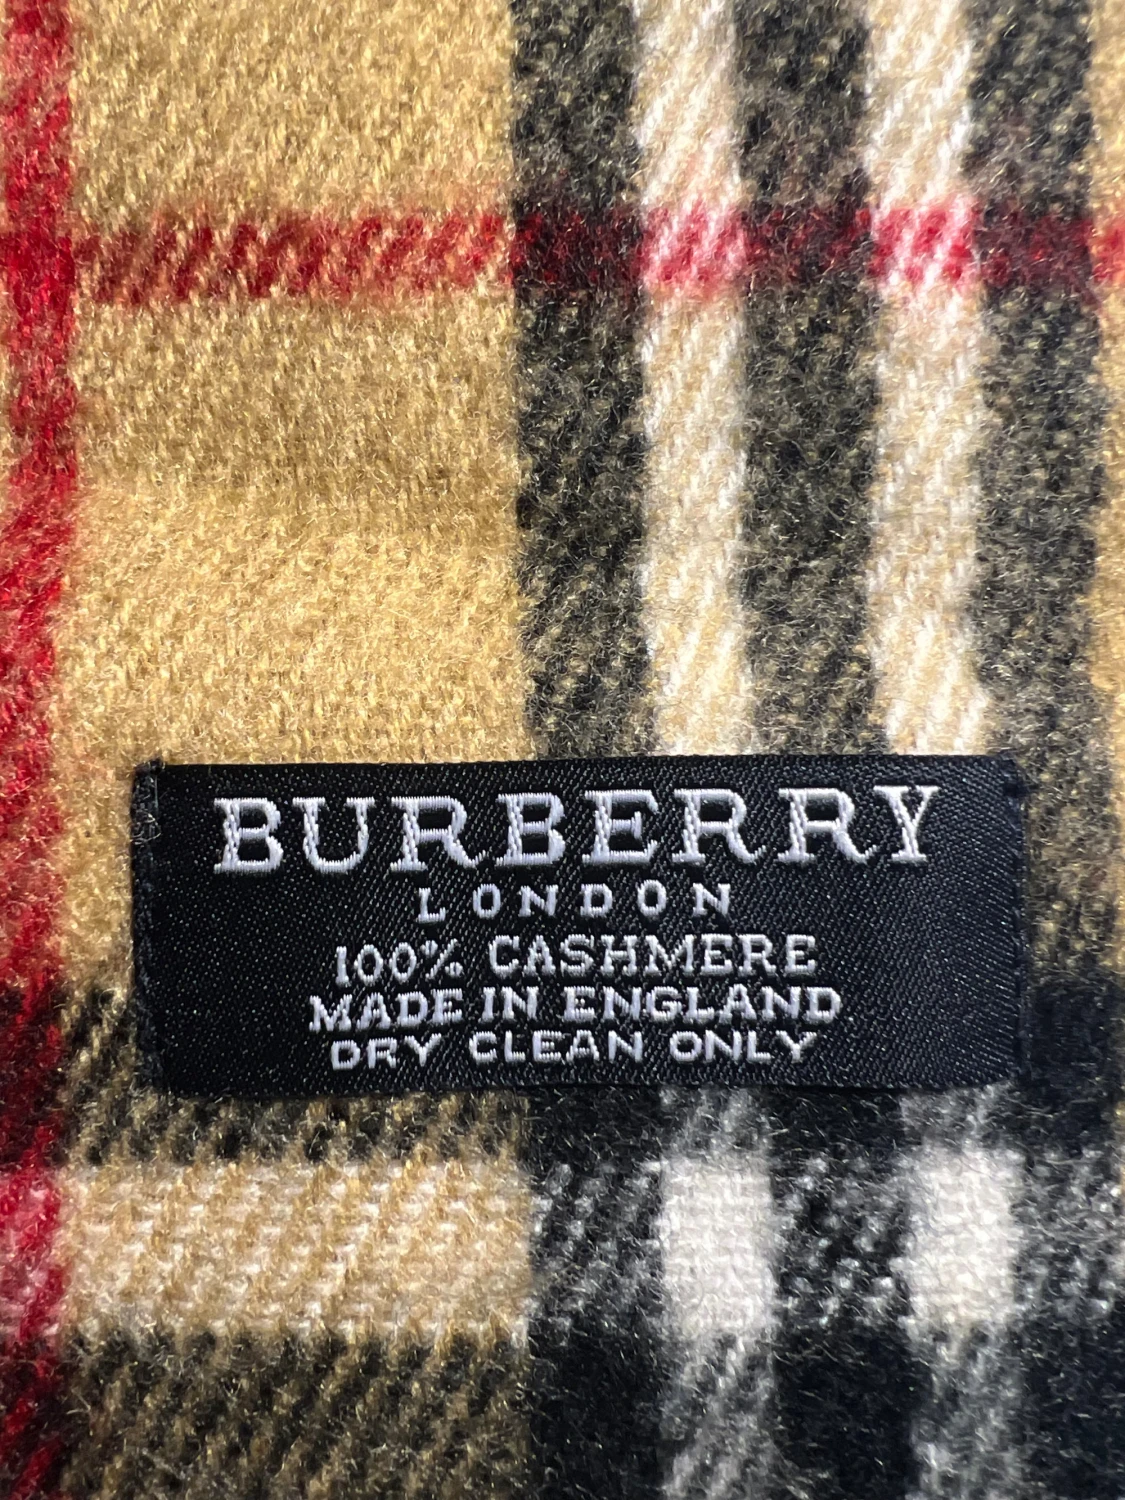 BURBERRY
LONDON
100% CASHMERE
MADE IN ENGLAND
DRY CLEAN ONLY